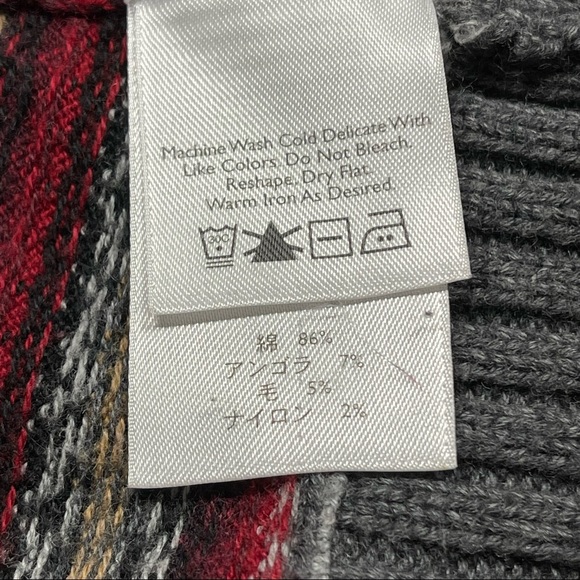 Machine Wash Cold Delicate With
Like Colors. Do Not Bleach.
Reshape, Dry Flat.
Warm Iron As Desired.
30°
綿 86%
アンゴラ 7%
毛 5%
ナイロン 2%